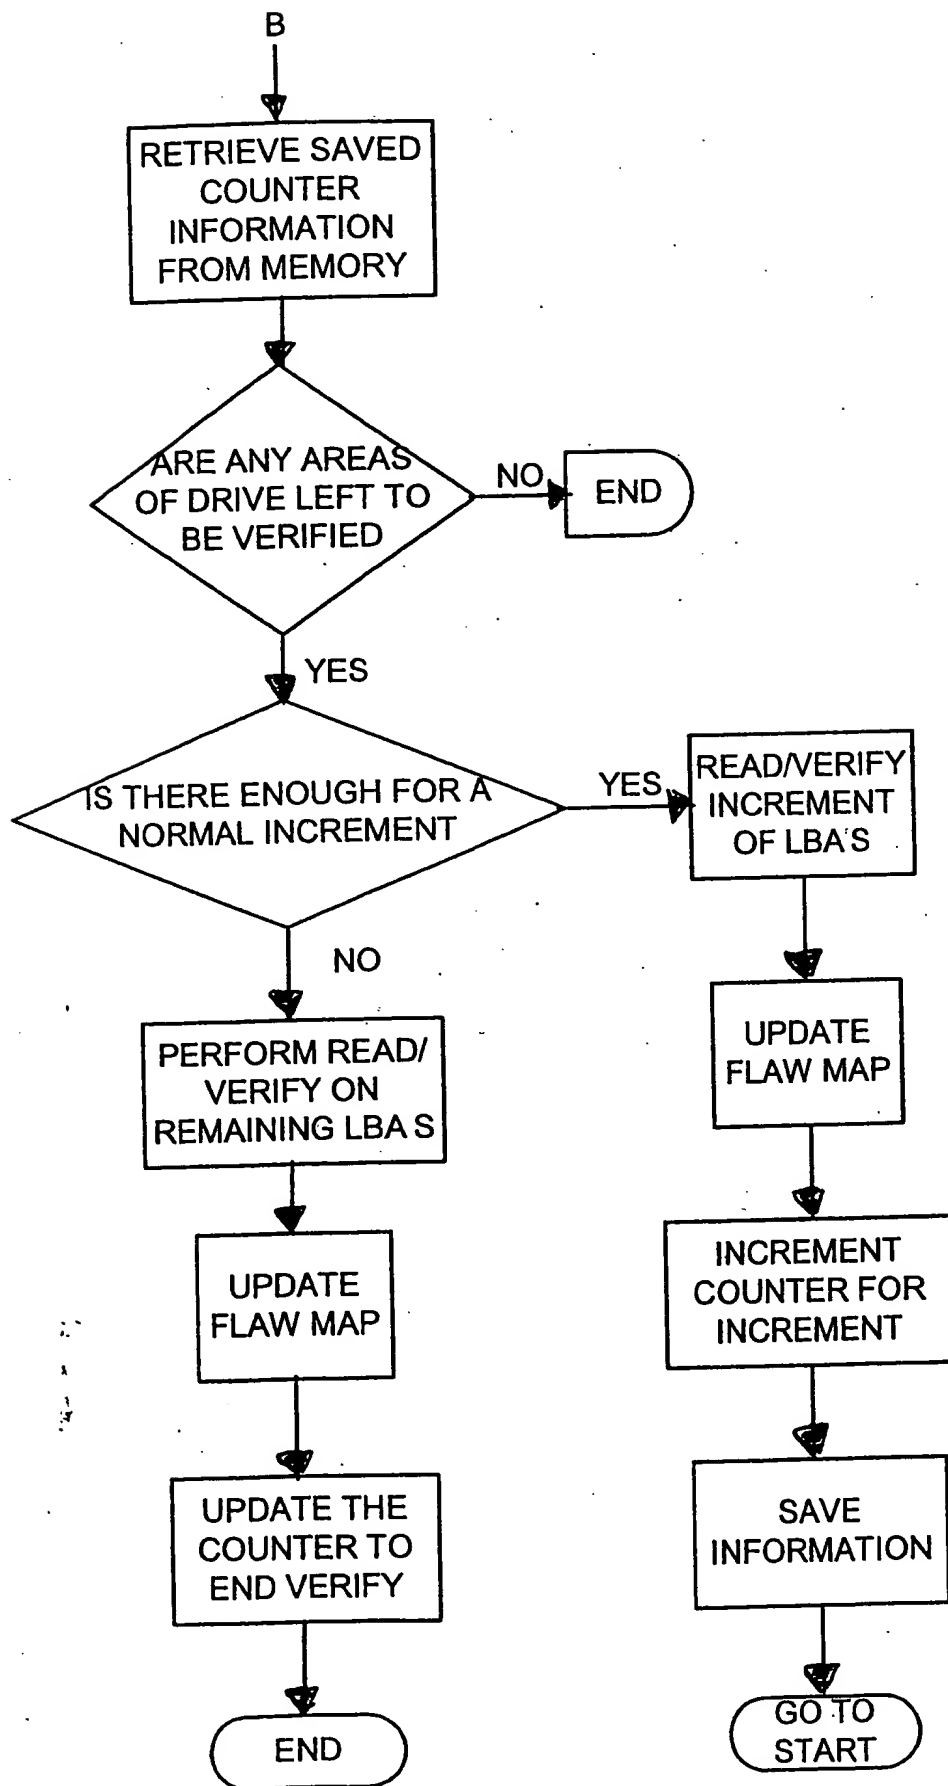 B
RETRIEVE SAVED
COUNTER
INFORMATION
FROM MEMORY
ARE ANY AREAS
OF DRIVE LEFT TO
BE VERIFIED
NO
END
YES
IS THERE ENOUGH FOR A
NORMAL INCREMENT
YES
READ/VERIFY
INCREMENT
OF LBA'S
NO
PERFORM READ/
VERIFY ON
REMAINING LBA S
UPDATE
FLAW MAP
UPDATE THE
COUNTER TO
END VERIFY
END
UPDATE
FLAW MAP
INCREMENT
COUNTER FOR
INCREMENT
SAVE
INFORMATION
GO TO
START